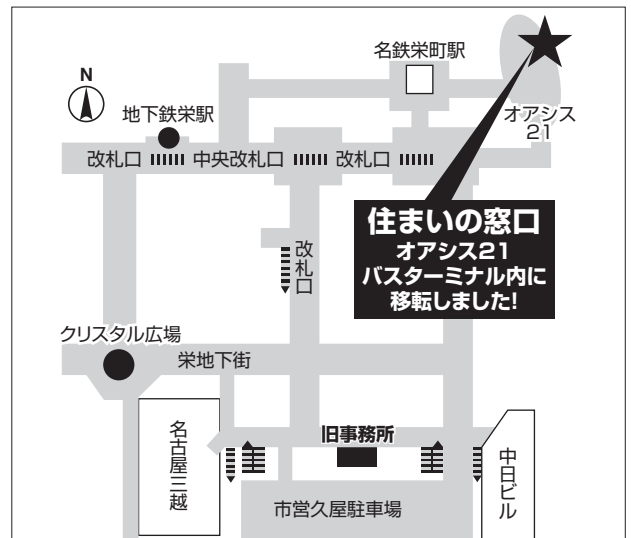 名鉄栄町駅
N
地下鉄栄駅
オアシス
21
改札口
中央改札口
改札口
住まいの窓口
オアシス21
バスターミナル内に
移転しました!
改札口
クリスタル広場
栄地下街
名古屋三越
旧事務所
中日ビル
市営久屋駐車場